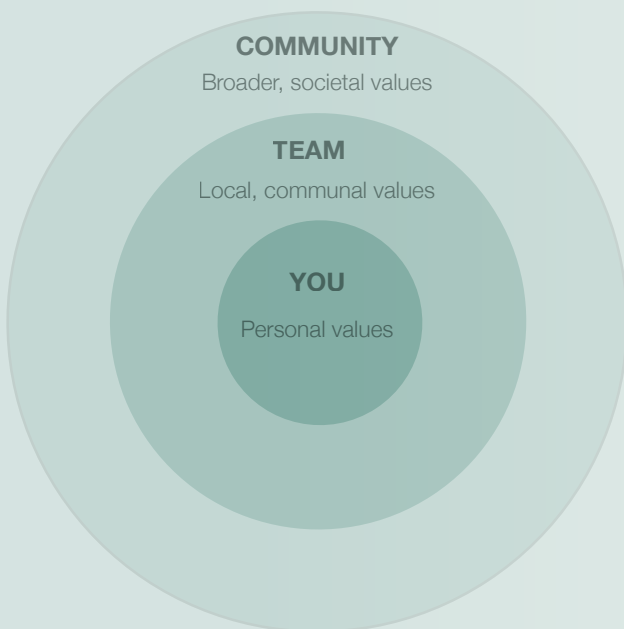 COMMUNITY
Broader, societal values
TEAM
Local, communal values
YOU
Personal values